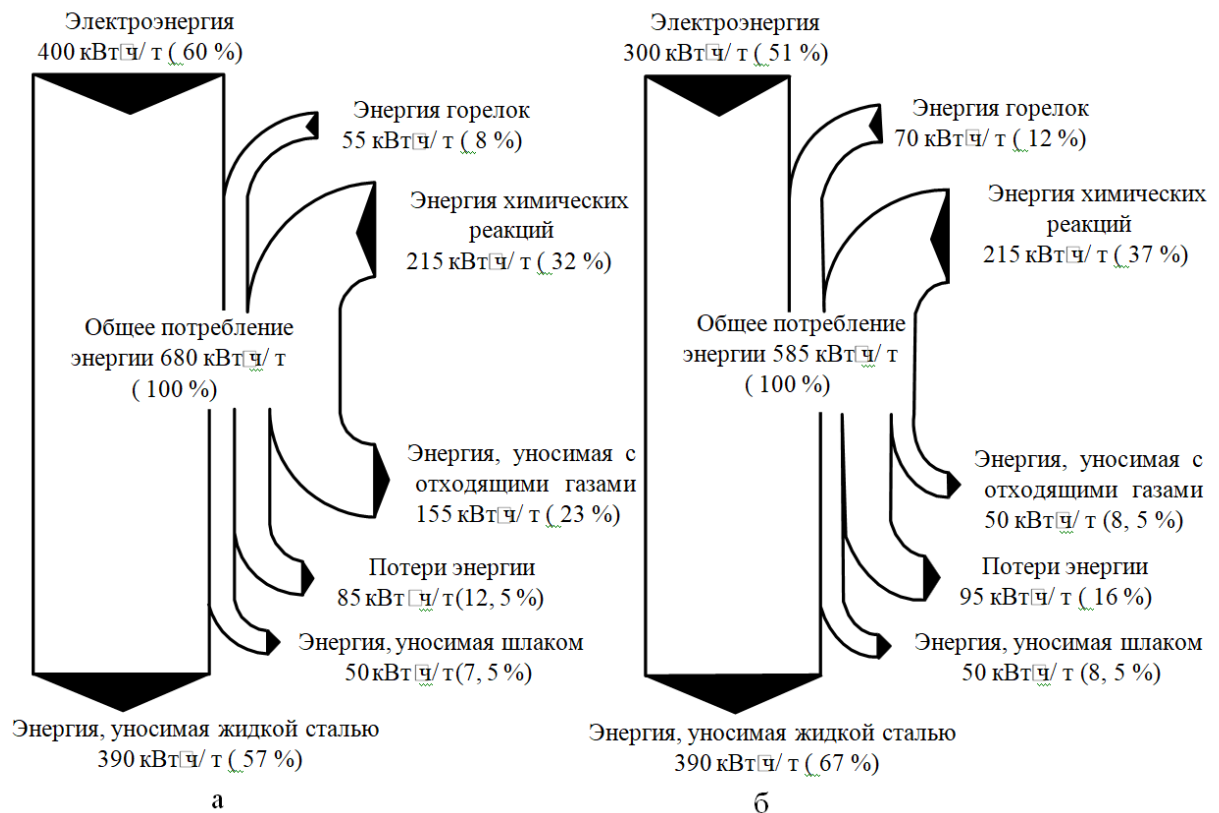 Электроэнергия
400 кВт□ч/ т ( 60 %)
Энергия горелок
55 кВт□ч/ т ( 8 %)
Энергия химических
реакций
215 кВт□ч/ т ( 32 %)
Общее потребление
энергии 680 кВт□ч/ т
( 100 %)
Энергия, уносимая с
отходящими газами
155 кВт□ч/ т ( 23 %)
Потери энергии
85 кВт□ч/т(12, 5 %)
Энергия, уносимая шлаком
50 кВт□ч/т(7, 5 %)
Энергия, уносимая жидкой сталью
390 кВт□ч/ т ( 57 %)
а
Электроэнергия
300 кВт□ч/ т ( 51 %)
Энергия горелок
70 кВт□ч/ т ( 12 %)
Энергия химических
реакций
215 кВт□ч/ т ( 37 %)
Общее потребление
энергии 585 кВт□ч/ т
( 100 %)
Энергия, уносимая с
отходящими газами
50 кВт□ч/ т (8, 5 %)
Потери энергии
95 кВт□ч/ т ( 16 %)
Энергия, уносимая шлаком
50 кВт□ч/ т (8, 5 %)
Энергия, уносимая жидкой сталью
390 кВт□ч/ т ( 67 %)
б